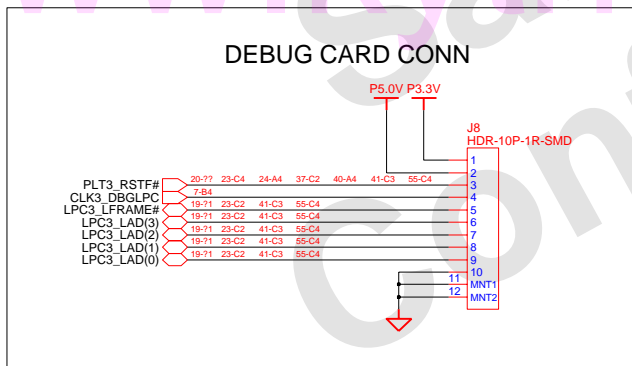 DEBUG CARD CONN
P5.0V P3.3V
J8
HDR-10P-1R-SMD
1
2
PLT3_RSTF# 20-?? 23-C4 24-A4 37-C2 40-A4 41-C3 55-C4 3
CLK3_DBGLPC 7-B4 4
LPC3_LFRAME# 19-?1 23-C2 41-C3 55-C4 5
LPC3_LAD(3) 19-?1 23-C2 41-C3 55-C4 6
LPC3_LAD(2) 19-?1 23-C2 41-C3 55-C4 7
LPC3_LAD(1) 19-?1 23-C2 41-C3 55-C4 8
LPC3_LAD(0) 19-?1 23-C2 41-C3 55-C4 9
10
11 MNT1
12 MNT2